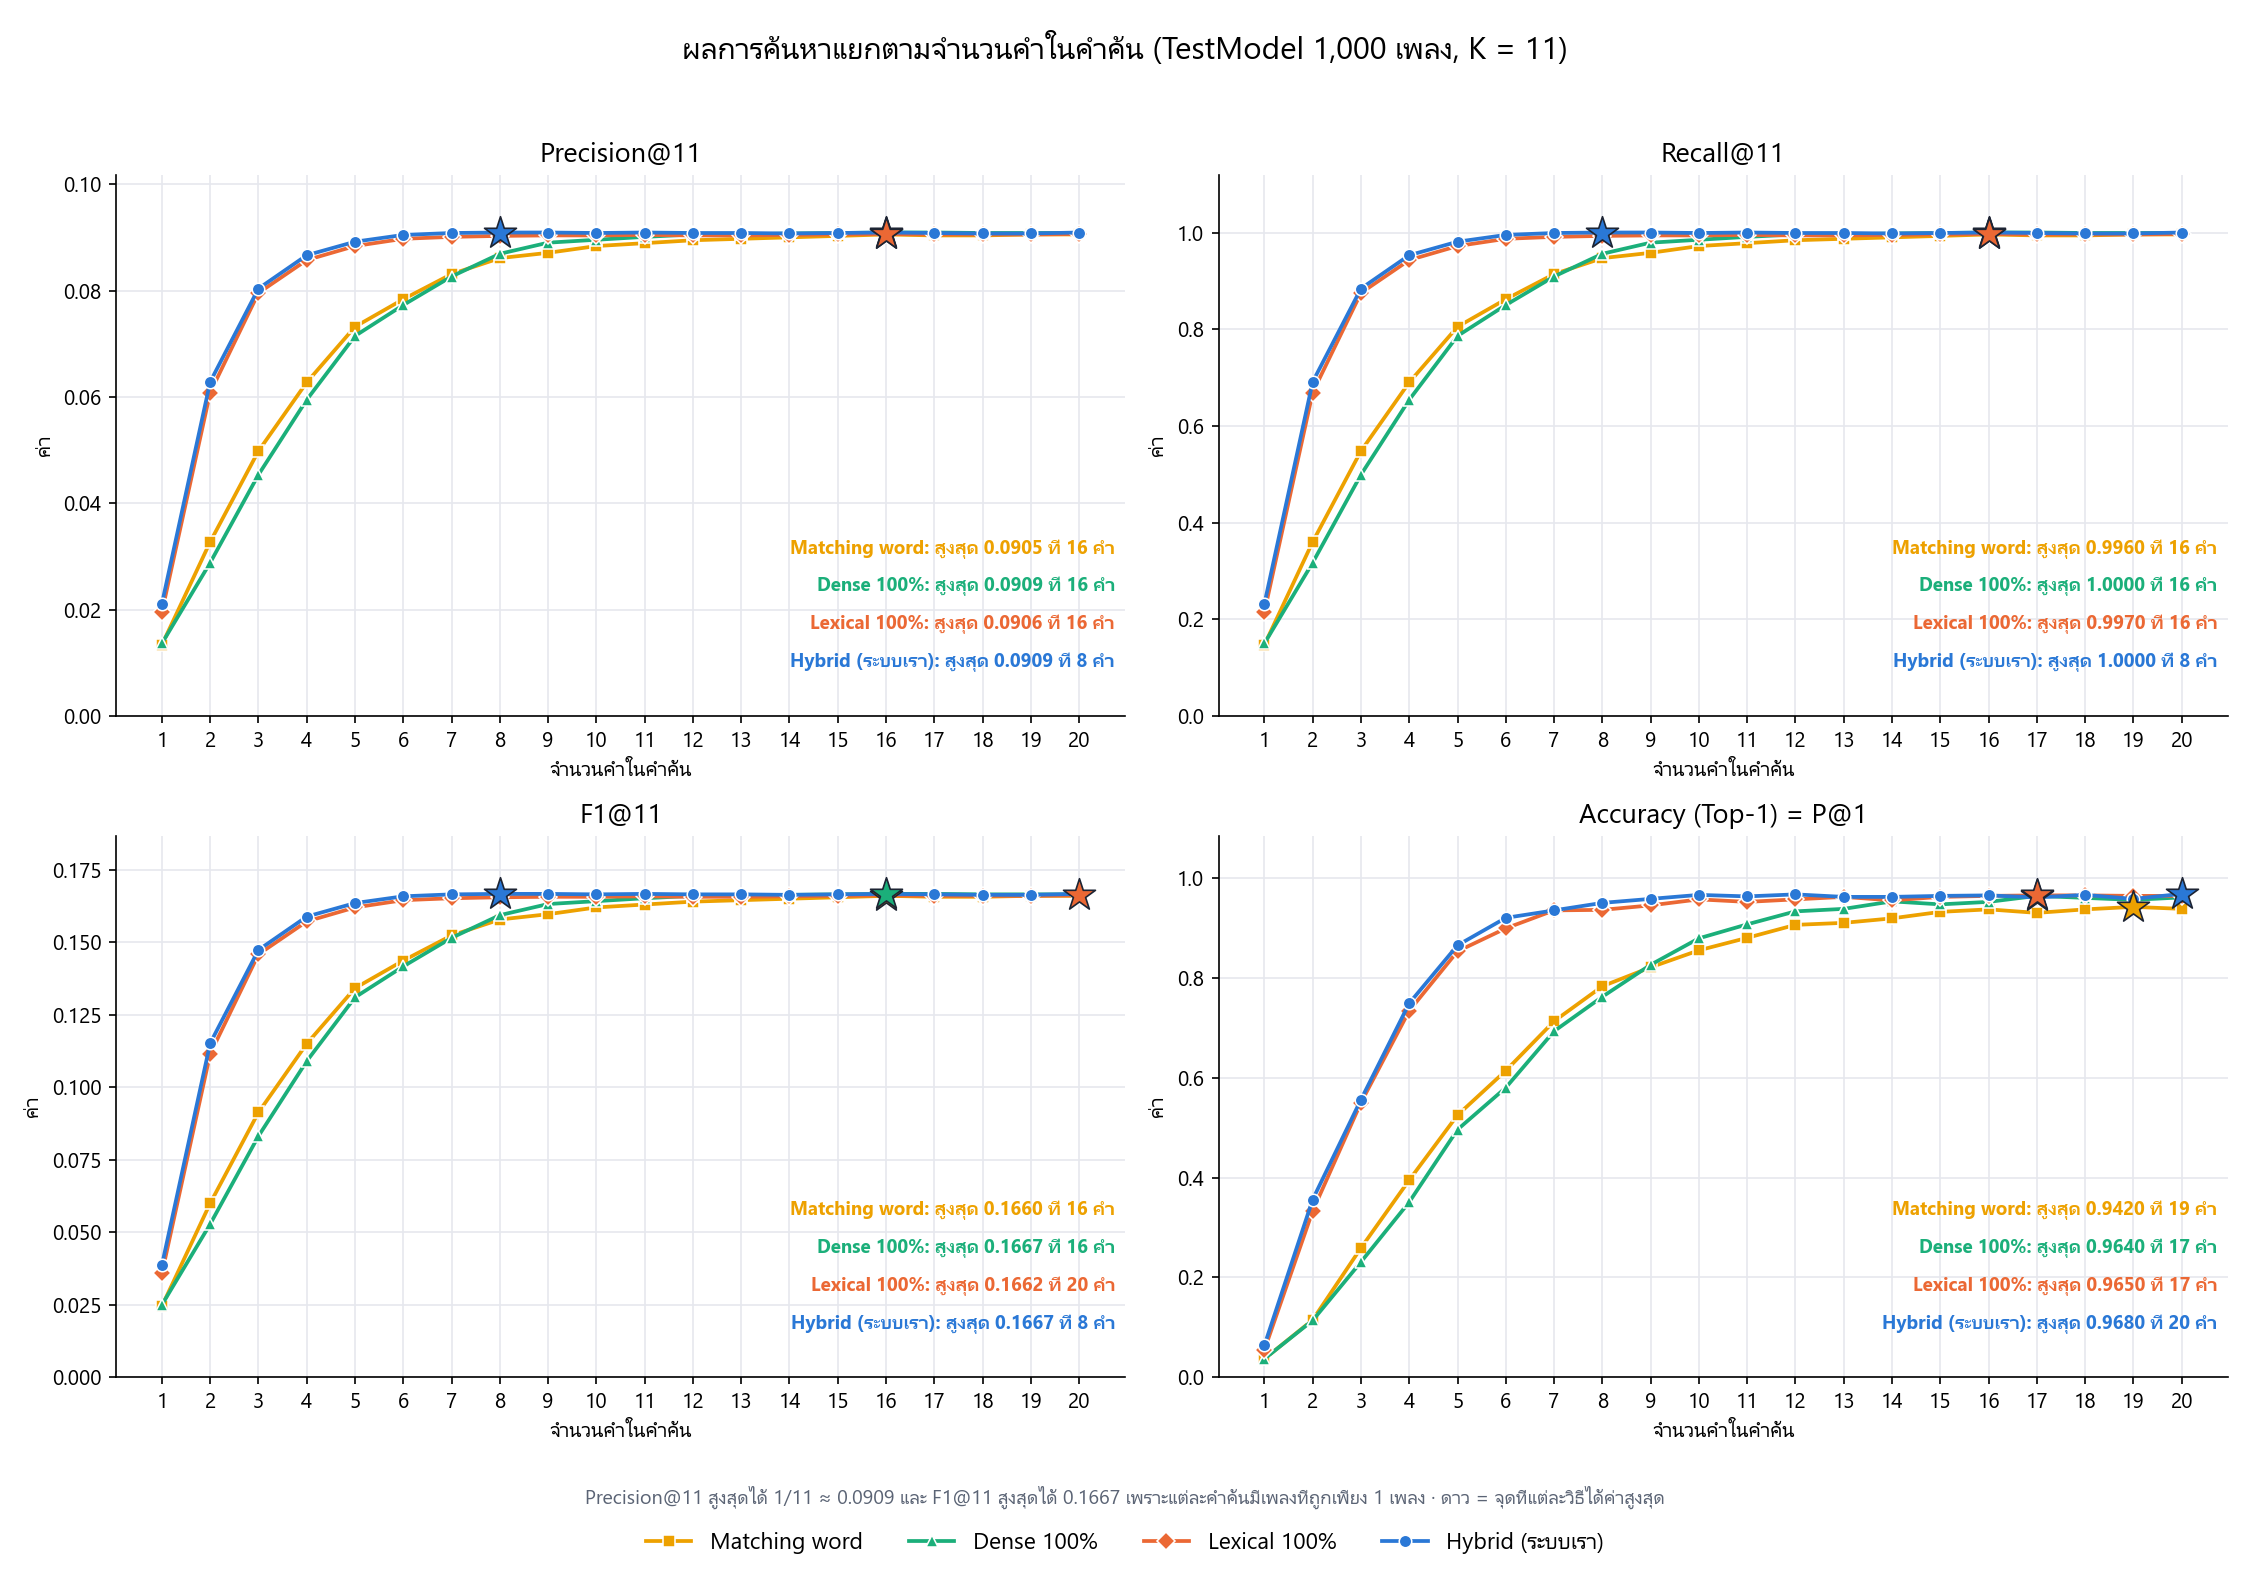 ผลการค้นหาแยกตามจำนวนคำในคำค้น (TestModel 1,000 เพลง, K = 11)
Precision@11
0.10
0.08
0.06
0.04
0.02
0.00
ค่า
Matching word: สูงสุด 0.0905 ที่ 16 คำ
Dense 100%: สูงสุด 0.0909 ที่ 16 คำ
Lexical 100%: สูงสุด 0.0906 ที่ 16 คำ
Hybrid (ระบบเรา): สูงสุด 0.0909 ที่ 8 คำ
1 2 3 4 5 6 7 8 9 10 11 12 13 14 15 16 17 18 19 20
จำนวนคำในคำค้น
Recall@11
1.0
0.8
0.6
0.4
0.2
0.0
ค่า
Matching word: สูงสุด 0.9960 ที่ 16 คำ
Dense 100%: สูงสุด 1.0000 ที่ 16 คำ
Lexical 100%: สูงสุด 0.9970 ที่ 16 คำ
Hybrid (ระบบเรา): สูงสุด 1.0000 ที่ 8 คำ
1 2 3 4 5 6 7 8 9 10 11 12 13 14 15 16 17 18 19 20
จำนวนคำในคำค้น
F1@11
0.175
0.150
0.125
0.100
0.075
0.050
0.025
0.000
ค่า
Matching word: สูงสุด 0.1660 ที่ 16 คำ
Dense 100%: สูงสุด 0.1667 ที่ 16 คำ
Lexical 100%: สูงสุด 0.1662 ที่ 20 คำ
Hybrid (ระบบเรา): สูงสุด 0.1667 ที่ 8 คำ
1 2 3 4 5 6 7 8 9 10 11 12 13 14 15 16 17 18 19 20
จำนวนคำในคำค้น
Accuracy (Top-1) = P@1
1.0
0.8
0.6
0.4
0.2
0.0
ค่า
Matching word: สูงสุด 0.9420 ที่ 19 คำ
Dense 100%: สูงสุด 0.9640 ที่ 17 คำ
Lexical 100%: สูงสุด 0.9650 ที่ 17 คำ
Hybrid (ระบบเรา): สูงสุด 0.9680 ที่ 20 คำ
1 2 3 4 5 6 7 8 9 10 11 12 13 14 15 16 17 18 19 20
จำนวนคำในคำค้น
Precision@11 สูงสุดได้ 1/11 ≈ 0.0909 และ F1@11 สูงสุดได้ 0.1667 เพราะแต่ละคำค้นมีเพลงที่ถูกเพียง 1 เพลง · ดาว = จุดที่แต่ละวิธีได้ค่าสูงสุด
Matching word
Dense 100%
Lexical 100%
Hybrid (ระบบเรา)